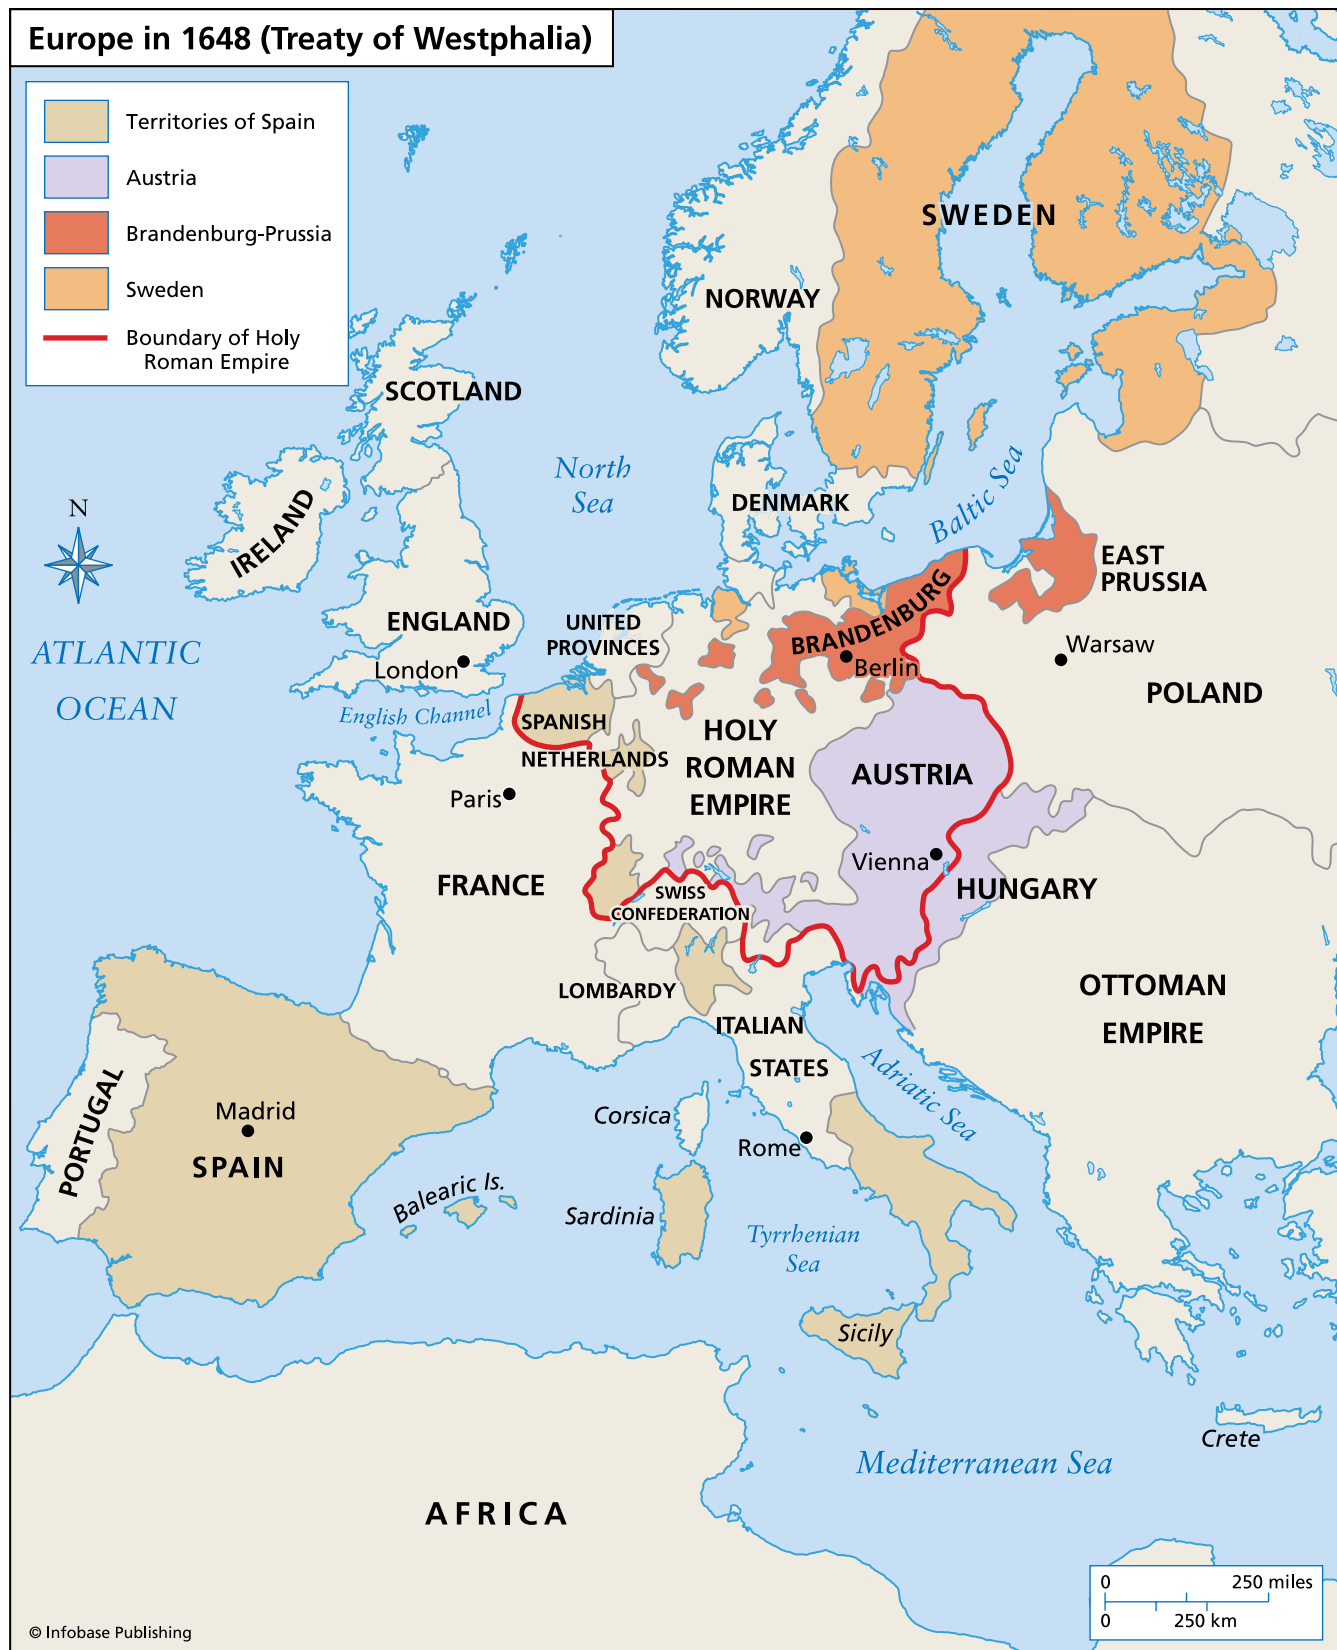 Europe in 1648 (Treaty of Westphalia)
Territories of Spain
Austria
Brandenburg-Prussia
Sweden
Boundary of Holy
Roman Empire
SWEDEN
NORWAY
SCOTLAND
North
Sea
Baltic Sea
DENMARK
N
IRELAND
EAST
PRUSSIA
ATLANTIC
OCEAN
ENGLAND
London
UNITED
PROVINCES
BRANDENBURG
Berlin
Warsaw
POLAND
English Channel
SPANISH
NETHERLANDS
HOLY
ROMAN
EMPIRE
AUSTRIA
Paris
Vienna
FRANCE
SWISS
CONFEDERATION
HUNGARY
LOMBARDY
OTTOMAN
EMPIRE
ITALIAN
STATES
Adriatic Sea
PORTUGAL
Madrid
SPAIN
Corsica
Rome
Balearic Is.
Sardinia
Tyrrhenian
Sea
Sicily
Crete
Mediterranean Sea
AFRICA
0 250 miles
0 250 km
© Infobase Publishing